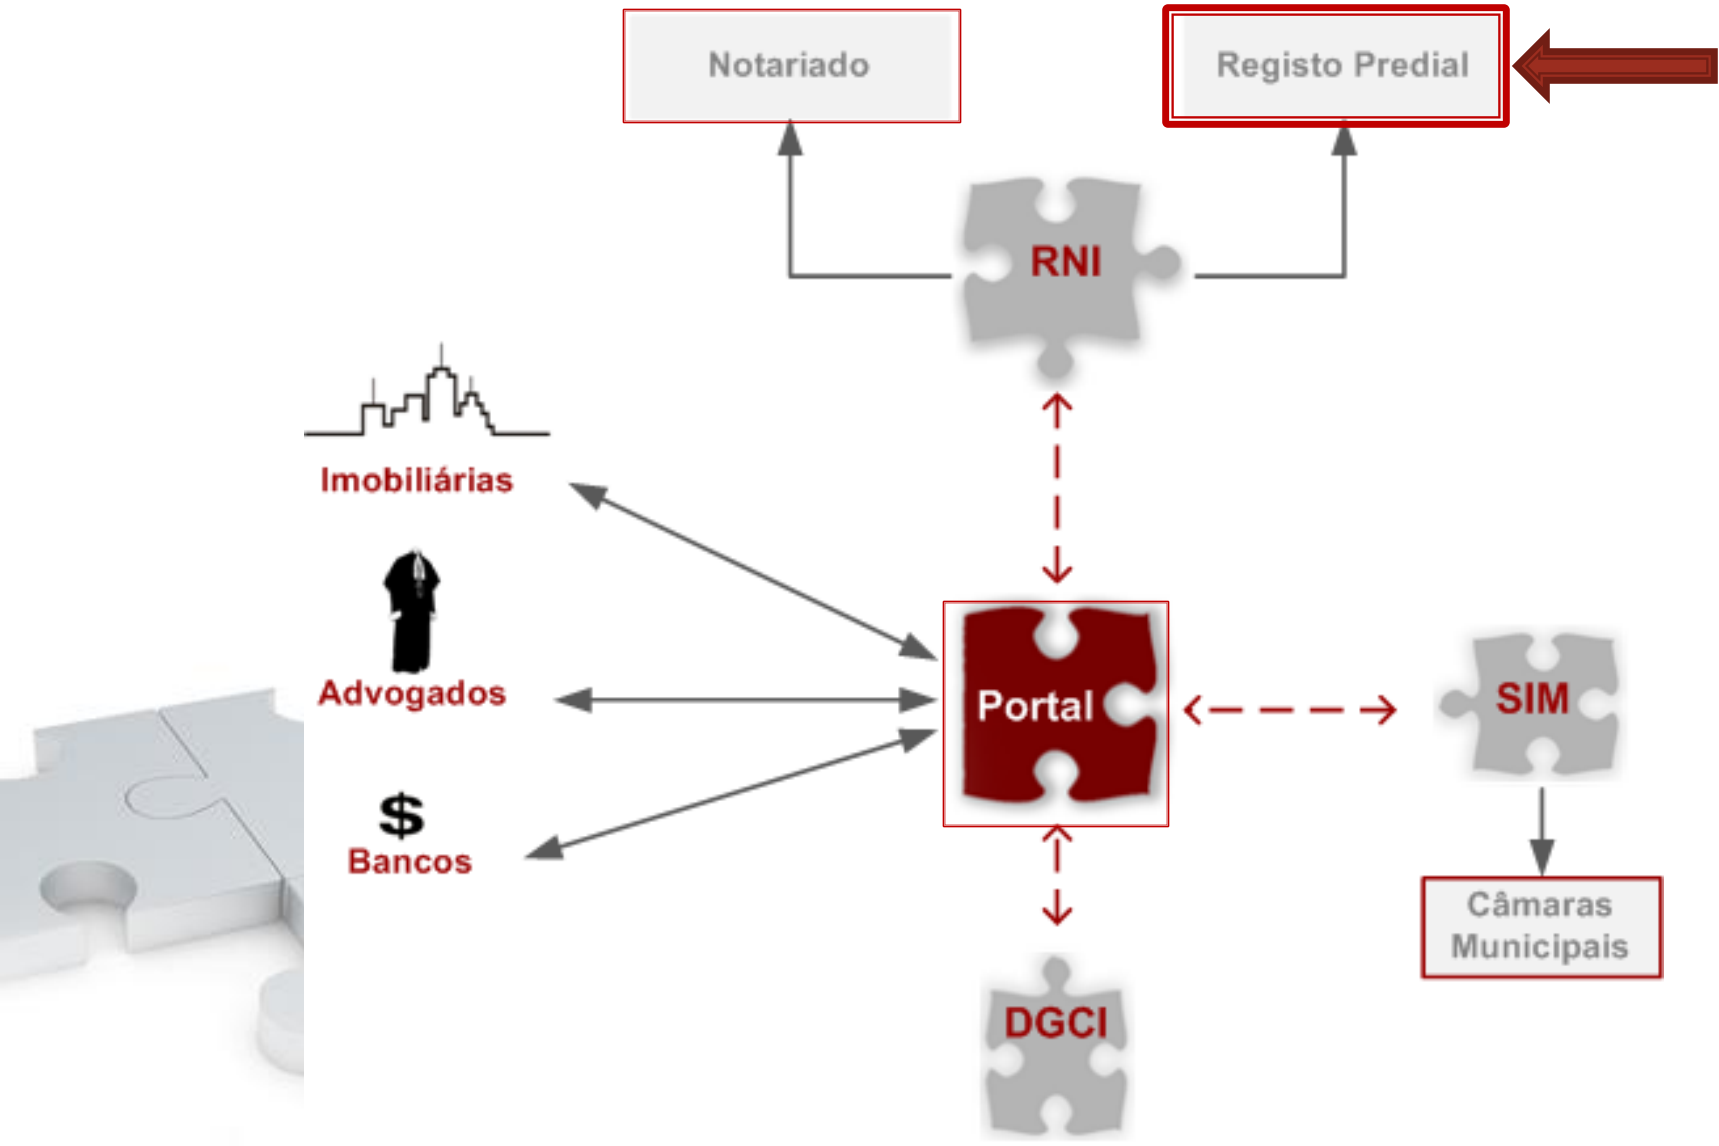 Notariado
Registo Predial
RNI
Imobiliárias
Advogados
Portal
SIM
$
Bancos
Câmaras
Municipais
DGCI